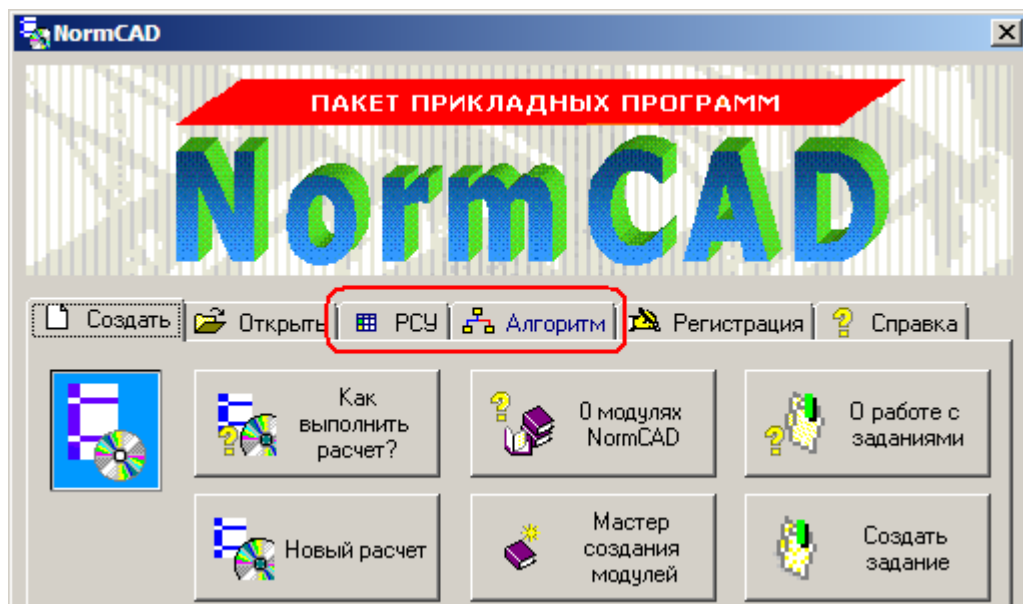 NormCAD
ПАКЕТ ПРИКЛАДНЫХ ПРОГРАММ
NormCAD
Создать Открыть РСУ Алгоритм Регистрация Справка
Как выполнить расчет?
О модулях NormCAD
О работе с заданиями
Новый расчет
Мастер создания модулей
Создать задание